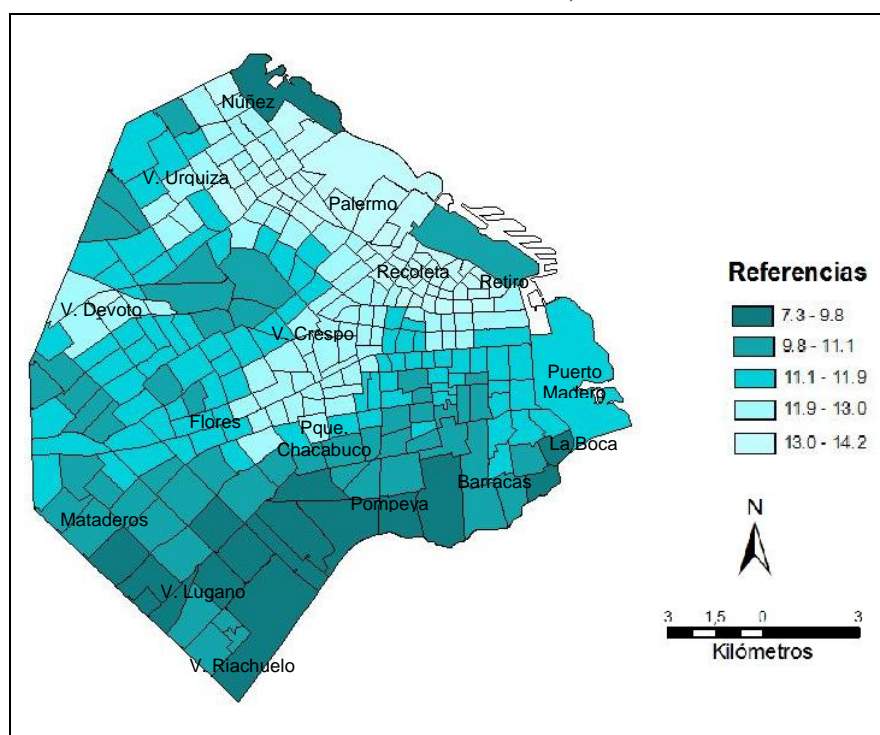 Núñez
V. Urquiza
Palermo
Recoleta
Retiro
V. Devoto
V. Crespo
Puerto
Madero
Flores
Pque.
Chacabuco
La Boca
Barracas
Pompeya
Mataderos
V. Lugano
V. Riachuelo
Referencias
7.3 - 9.8
9.8 - 11.1
11.1 - 11.9
11.9 - 13.0
13.0 - 14.2
N
3 1,5 0 3
Kilómetros